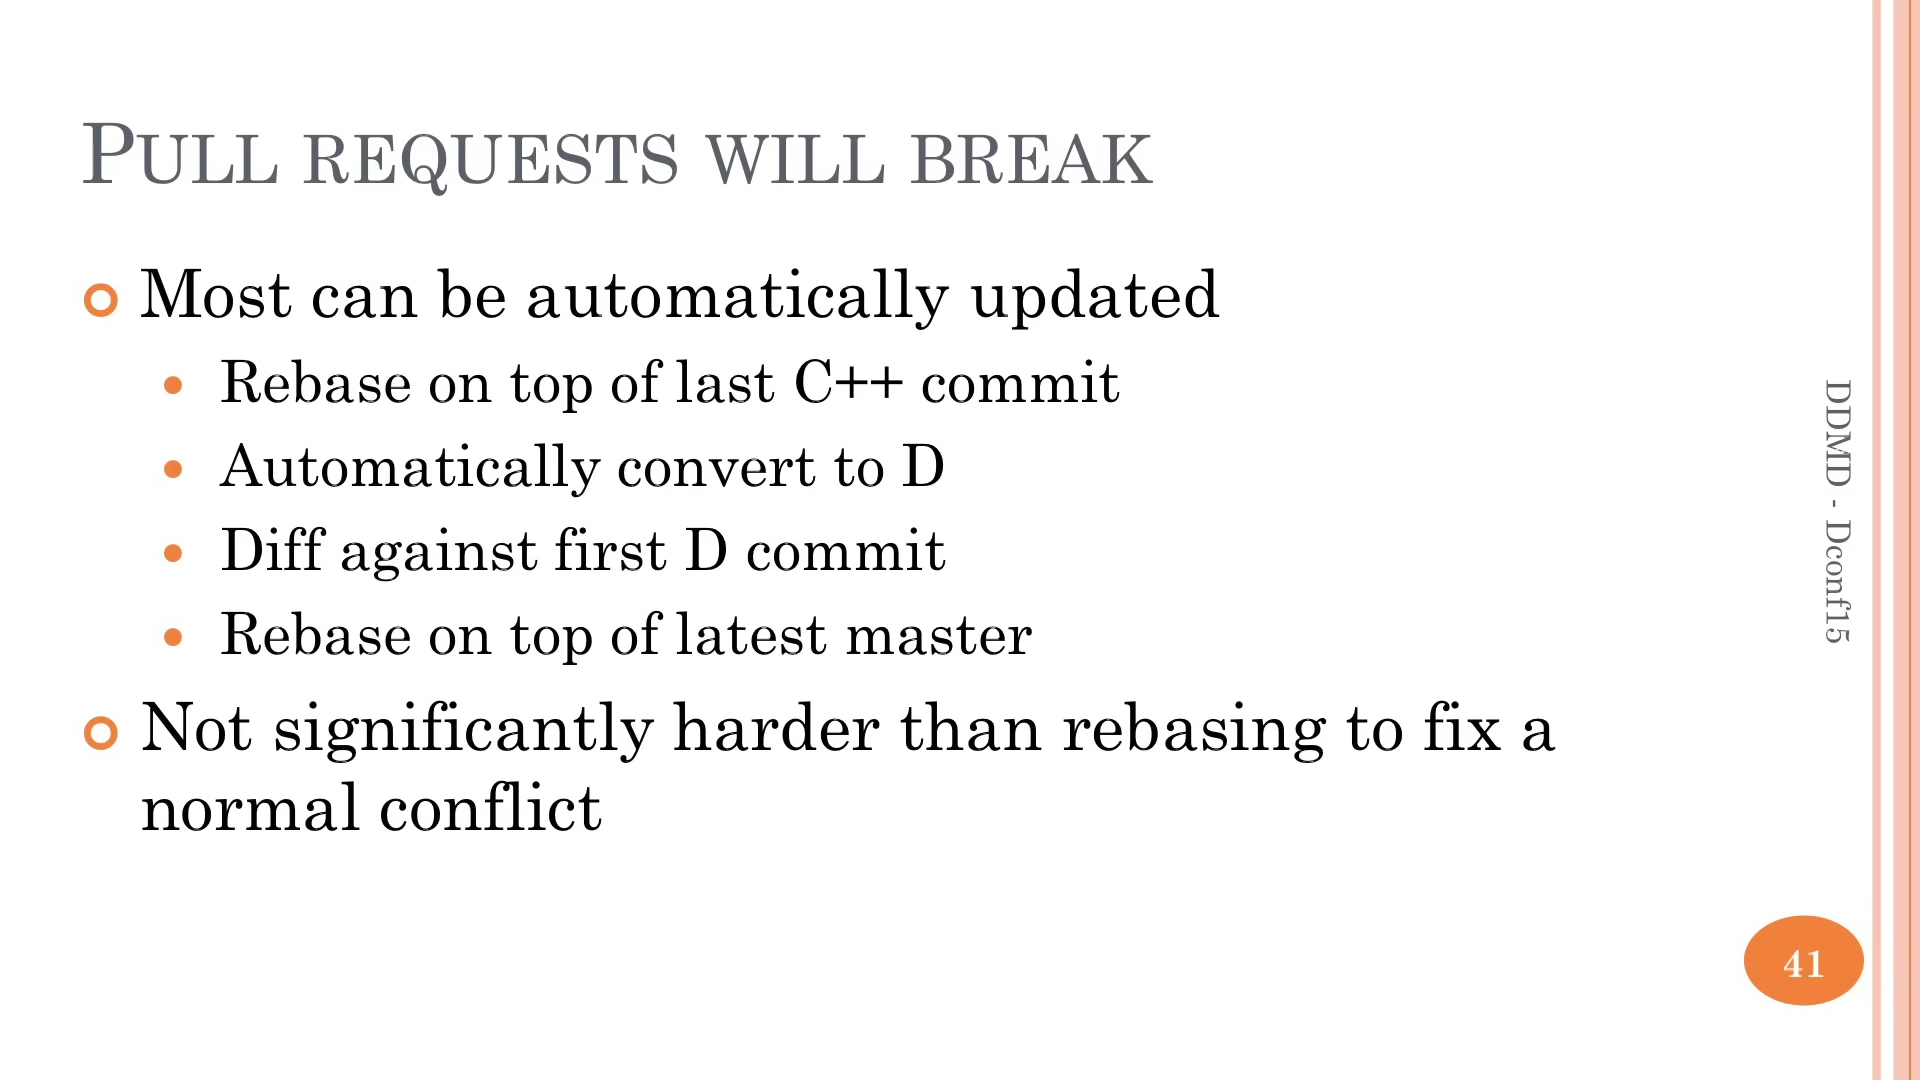 PULL REQUESTS WILL BREAK
Most can be automatically updated
Rebase on top of last C++ commit
Automatically convert to D
Diff against first D commit
Rebase on top of latest master
Not significantly harder than rebasing to fix a
normal conflict
DDMD - Dconf15
41